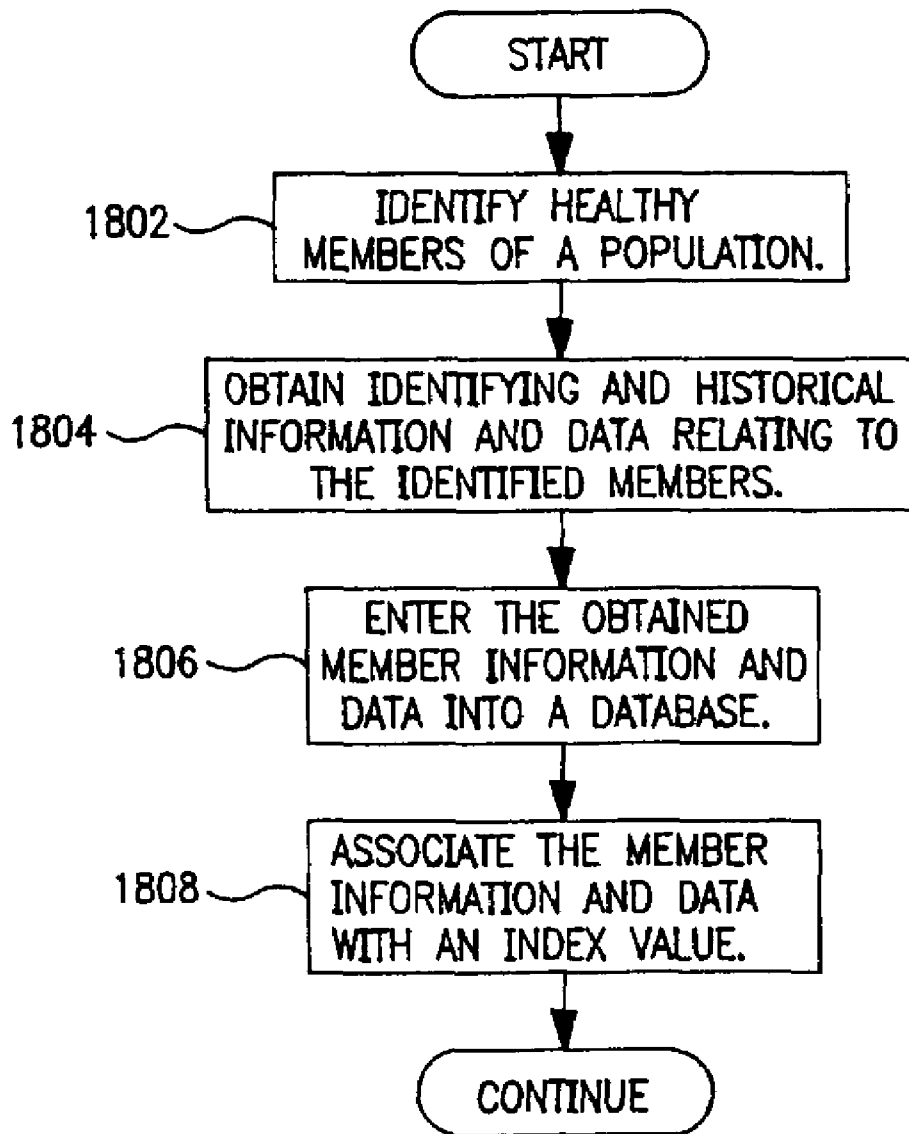 START
1802
IDENTIFY HEALTHY
MEMBERS OF A POPULATION.
1804
OBTAIN IDENTIFYING AND HISTORICAL
INFORMATION AND DATA RELATING TO
THE IDENTIFIED MEMBERS.
1806
ENTER THE OBTAINED
MEMBER INFORMATION AND
DATA INTO A DATABASE.
1808
ASSOCIATE THE MEMBER
INFORMATION AND DATA
WITH AN INDEX VALUE.
CONTINUE